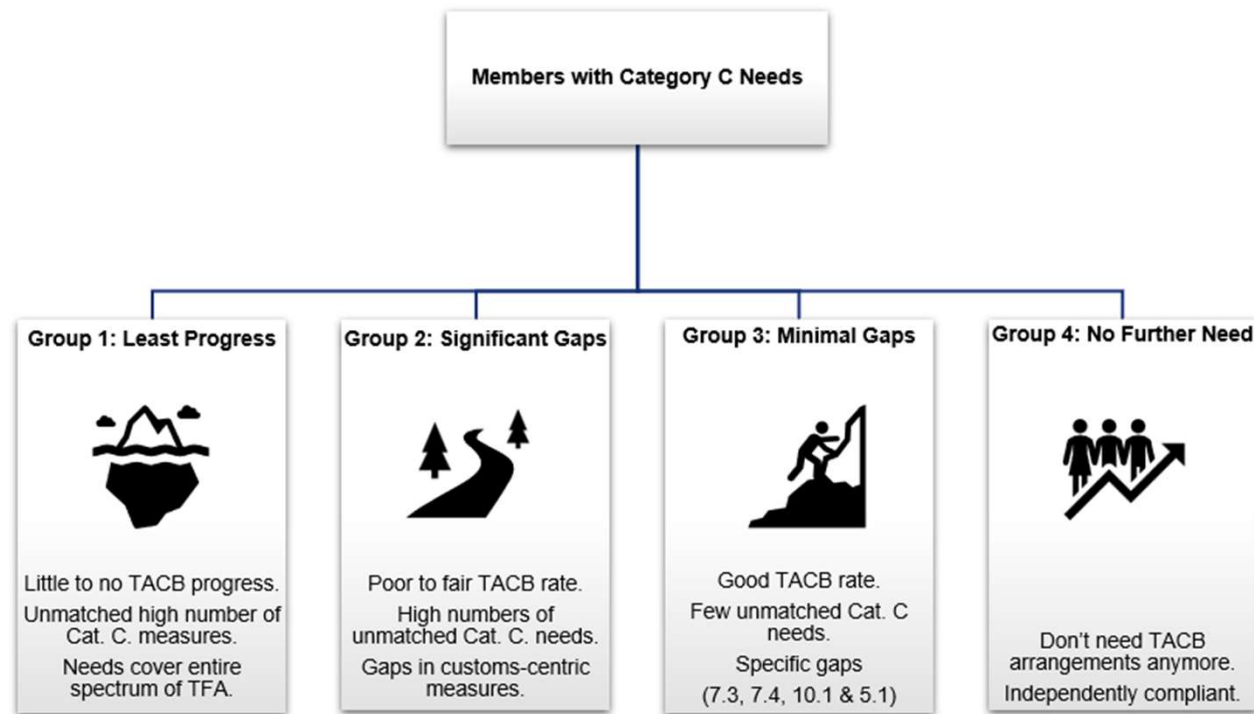 Members with Category C Needs
Group 1: Least Progress
Little to no TACB progress.
Unmatched high number of
Cat. C. measures.
Needs cover entire
spectrum of TFA.
Group 2: Significant Gaps
Poor to fair TACB rate.
High numbers of
unmatched Cat. C. needs.
Gaps in customs-centric
measures.
Group 3: Minimal Gaps
Good TACB rate.
Few unmatched Cat. C
needs.
Specific gaps
(7.3, 7.4, 10.1 & 5.1)
Group 4: No Further Need
Don’t need TACB
arrangements anymore.
Independently compliant.